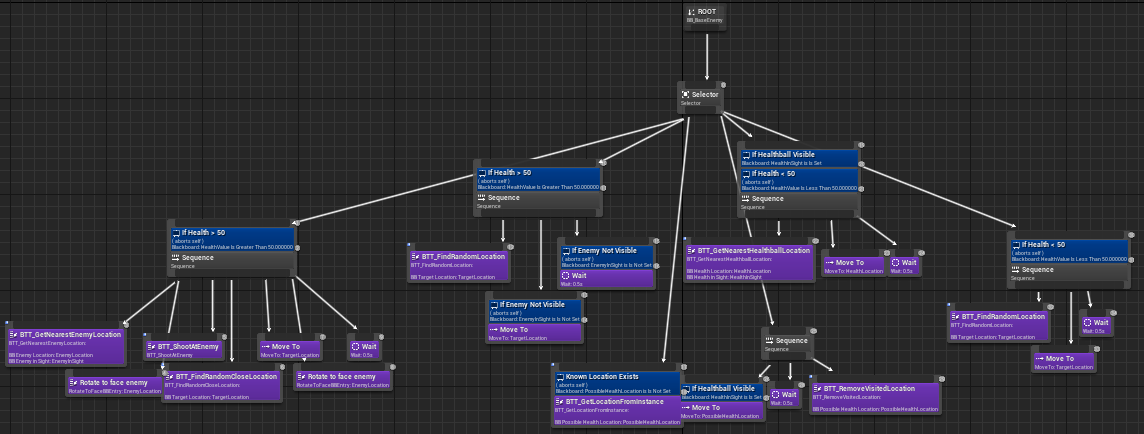 ROOT
BB_BaseEnemy
Selector
Selector
If Health > 50
( aborts self )
Blackboard: HealthValue is Greater Than 50.000000
Sequence
Sequence
BTT_GetNearestEnemyLocation
BTT_GetNearestEnemyLocation:
Enemy Location: EnemyLocation
Enemy in Sight: EnemyInSight
Rotate to face enemy
RotateToFaceBBEntry: EnemyLocation
BTT_ShootAtEnemy
BTT_ShootAtEnemy
BTT_FindRandomCloseLocation
BTT_FindRandomCloseLocation:
Target Location: TargetLocation
Move To
MoveTo: TargetLocation
Rotate to face enemy
RotateToFaceBBEntry: EnemyLocation
Wait
Wait: 0.5s
If Health > 50
( aborts self )
Blackboard: HealthValue is Greater Than 50.000000
Sequence
Sequence
BTT_FindRandomLocation
BTT_FindRandomLocation:
Target Location: TargetLocation
If Enemy Not Visible
( aborts self )
Blackboard: EnemyInSight is Is Not Set
Move To
MoveTo: TargetLocation
If Enemy Not Visible
( aborts self )
Blackboard: EnemyInSight is Is Not Set
Wait
Wait: 0.5s
Known Location Exists
( aborts self )
Blackboard: PossibleHealthLocation is Is Not Set
BTT_GetLocationFromInstance
BTT_GetLocationFromInstance:
Possible Health Location: PossibleHealthLocation
Sequence
Sequence
If Healthball Visible
Blackboard: HealthInSight is Is Set
Move To
MoveTo: PossibleHealthLocation
Wait
Wait: 0.5s
BTT_RemoveVisitedLocation
BTT_RemoveVisitedLocation:
Possible Health Location: PossibleHealthLocation
If Healthball Visible
Blackboard: HealthInSight is Is Set
If Health < 50
( aborts self )
Blackboard: HealthValue is Less Than 50.000000
Sequence
Sequence
BTT_GetNearestHealthballLocation
BTT_GetNearestHealthballLocation:
Health Location: HealthLocation
Health in Sight: HealthInSight
Move To
MoveTo: HealthLocation
Wait
Wait: 0.5s
If Health < 50
( aborts self )
Blackboard: HealthValue is Less Than 50.000000
Sequence
Sequence
BTT_FindRandomLocation
BTT_FindRandomLocation:
Target Location: TargetLocation
Move To
MoveTo: TargetLocation
Wait
Wait: 0.5s